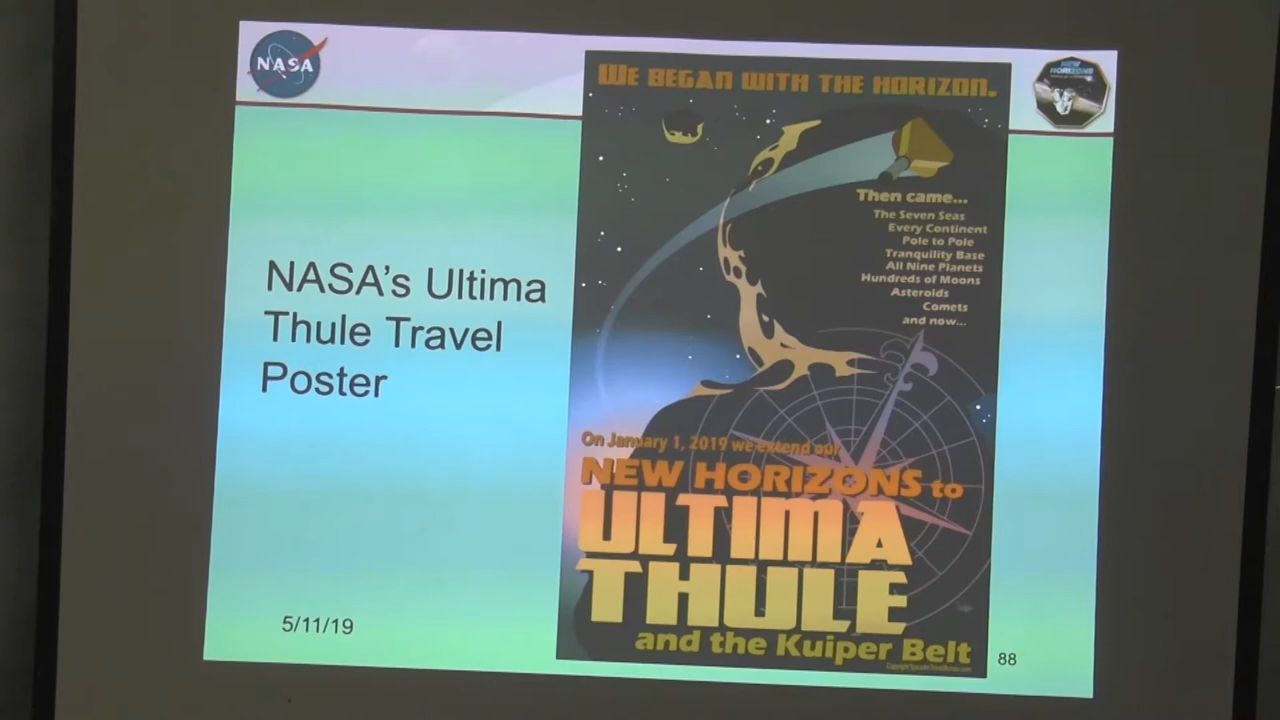 NASA
NEW
HORIZONS
NASA's Ultima
Thule Travel
Poster
WE BEGAN WITH THE HORIZON.
Then came...
The Seven Seas
Every Continent
Pole to Pole
Tranquility Base
All Nine Planets
Hundreds of Moons
Asteroids
Comets
and now...
On January 1, 2019 we extend our
NEW HORIZONS to
ULTIMA
THULE
and the Kuiper Belt
5/11/19
88